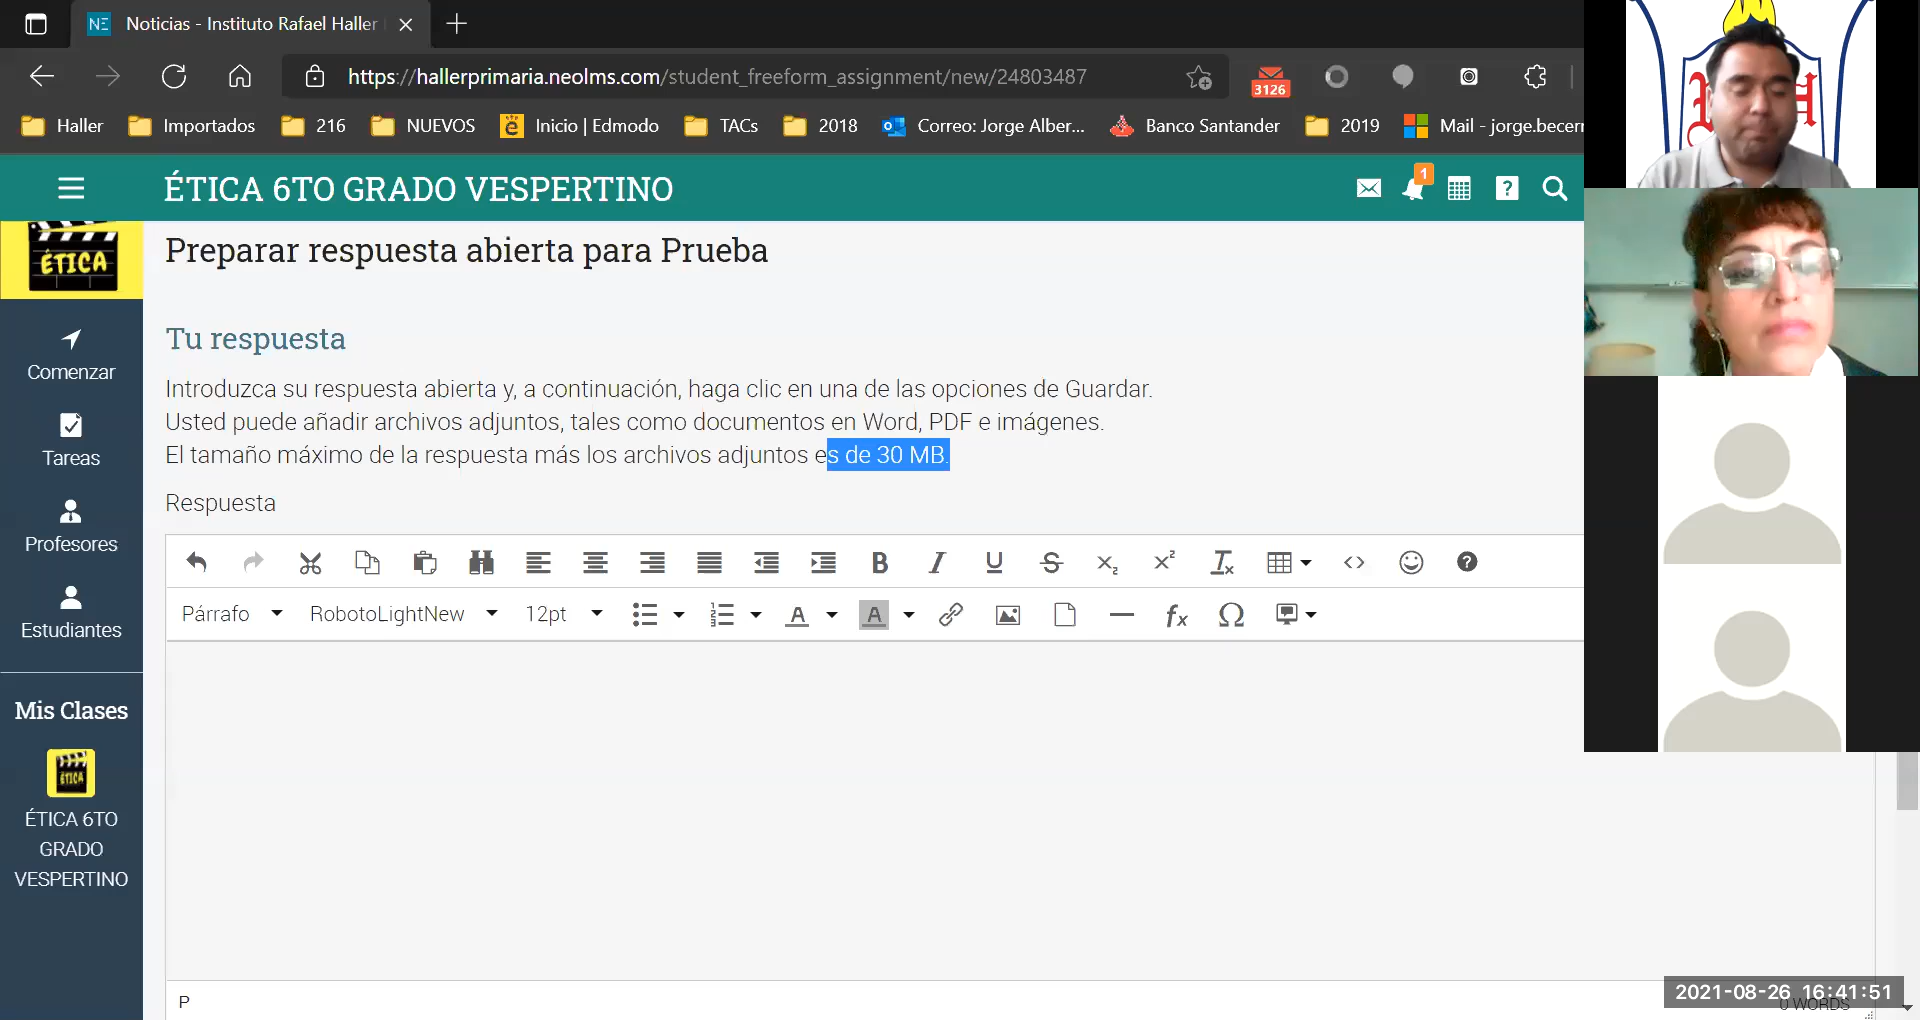 Noticias - Instituto Rafael Haller
https://hallerprimaria.neolms.com/student_freeform_assignment/new/24803487
3126
Haller
Importados
216
NUEVOS
Inicio | Edmodo
TACs
2018
Correo: Jorge Alber...
Banco Santander
2019
Mail - jorge.becerr
ÉTICA 6TO GRADO VESPERTINO
1
ÉTICA
Preparar respuesta abierta para Prueba
Tu respuesta
Introduzca su respuesta abierta y, a continuación, haga clic en una de las opciones de Guardar.
Usted puede añadir archivos adjuntos, tales como documentos en Word, PDF e imágenes.
El tamaño máximo de la respuesta más los archivos adjuntos es de 30 MB.
Respuesta
Comenzar
Tareas
Profesores
Estudiantes
Mis Clases
ÉTICA
ÉTICA 6TO
GRADO
VESPERTINO
Párrafo
RobotoLightNew
12pt
P
0 WORDS
2021-08-26 16:41:51